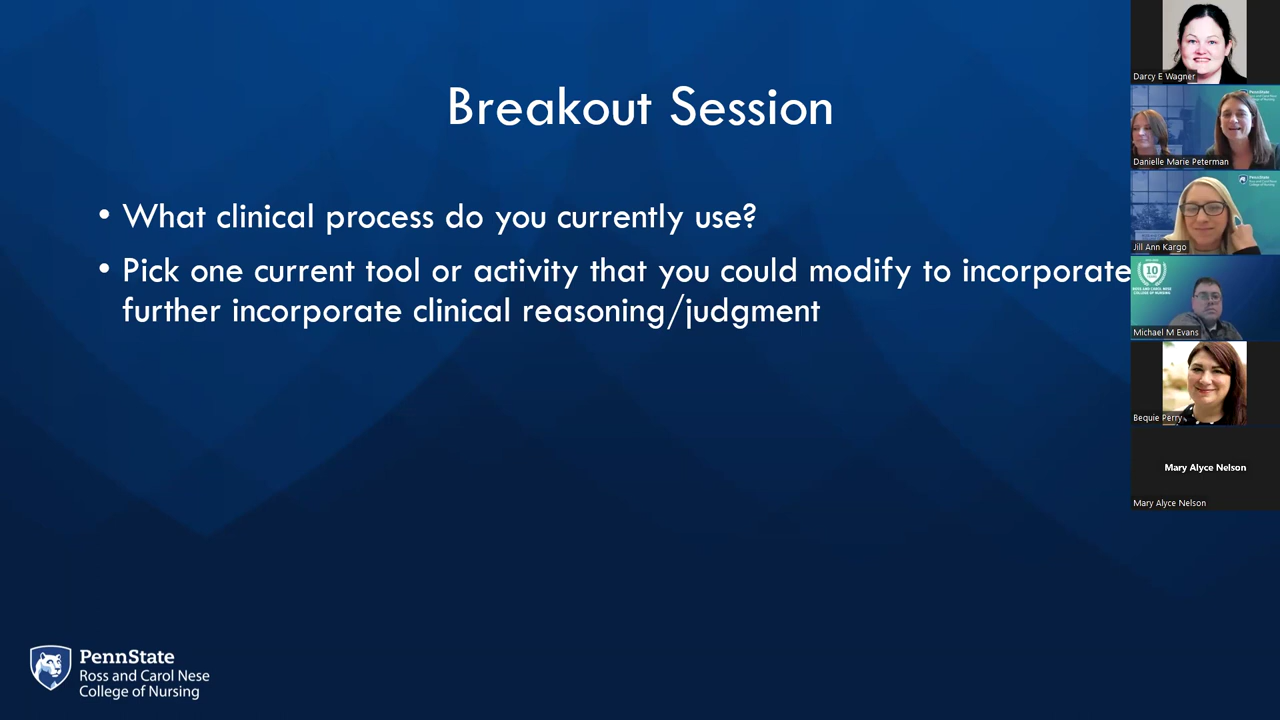 Breakout Session
• What clinical process do you currently use?
• Pick one current tool or activity that you could modify to incorporate
further incorporate clinical reasoning/judgment
PennState
Ross and Carol Nese
College of Nursing
Darcy E Wagner
PennState
Danielle Marie Peterman
Jill Ann Kargo
10
Michael M Evans
Bequie Perry
Mary Alyce Nelson
Mary Alyce Nelson